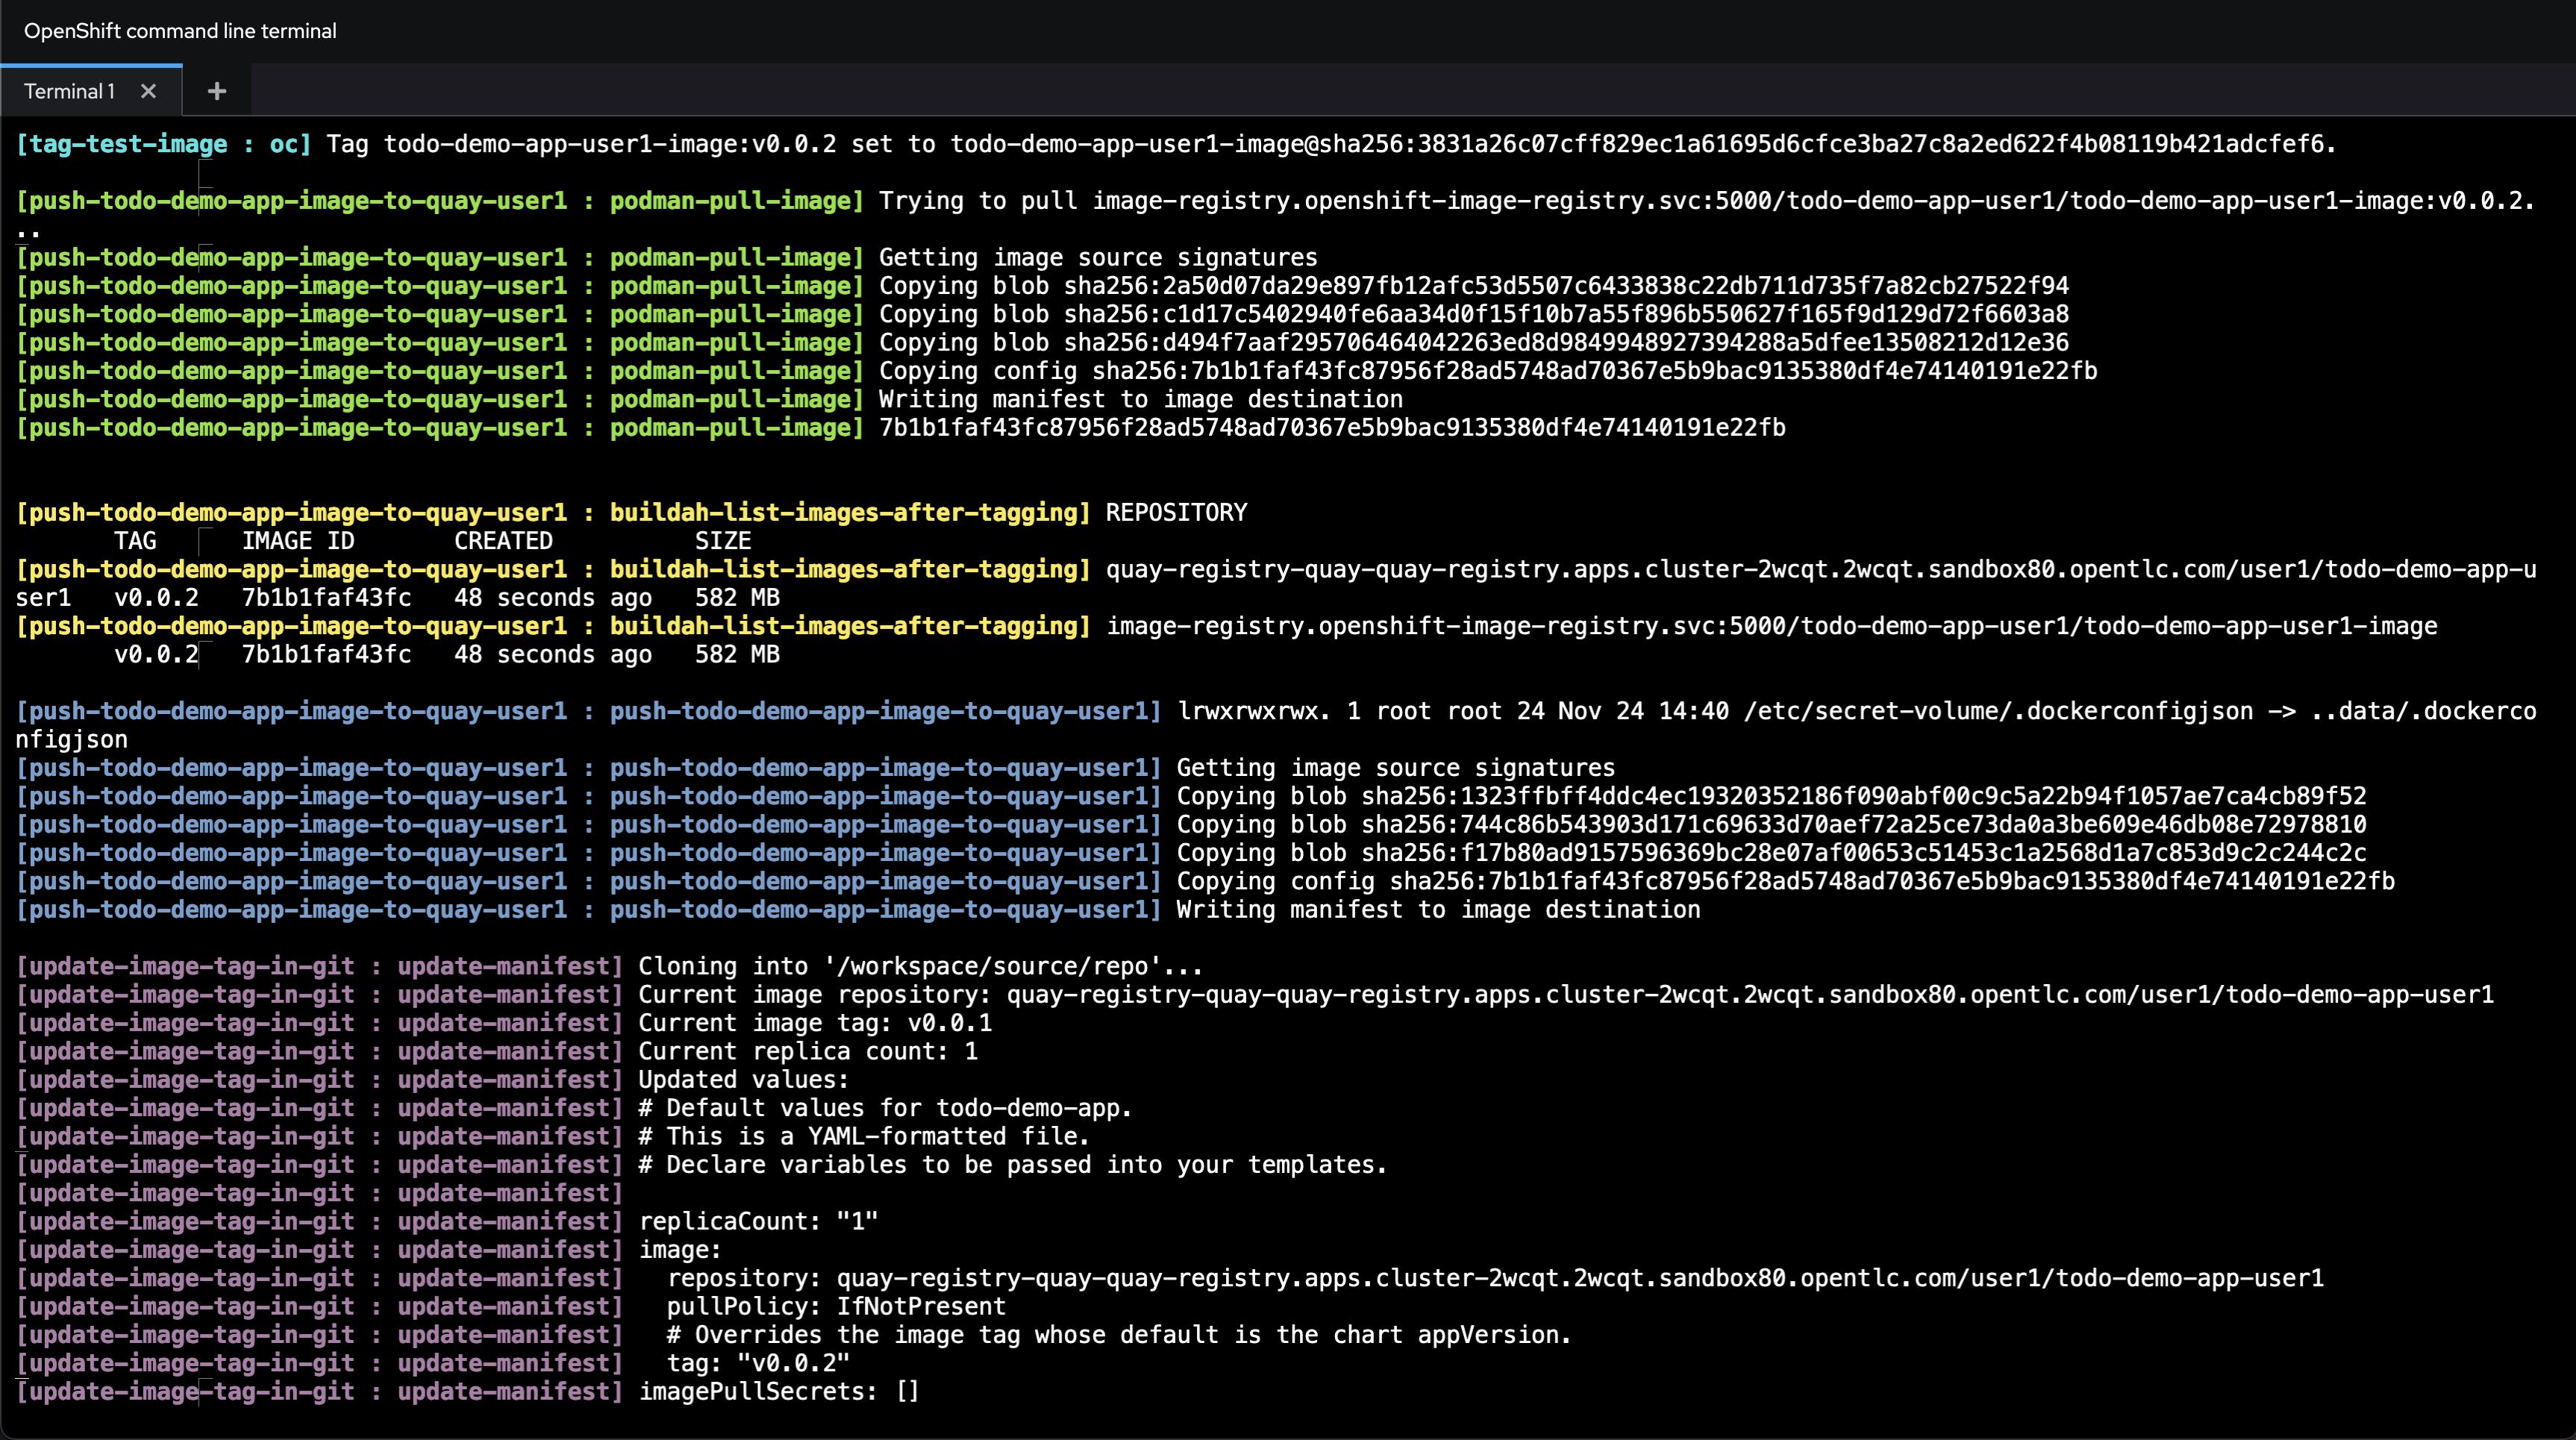 OpenShift command line terminal
Terminal 1
[tag-test-image : oc] Tag todo-demo-app-user1-image:v0.0.2 set to todo-demo-app-user1-image@sha256:3831a26c07cff829ec1a61695d6cfce3ba27c8a2ed622f4b08119b421adcfef6.
[push-todo-demo-app-image-to-quay-user1 : podman-pull-image] Trying to pull image-registry.openshift-image-registry.svc:5000/todo-demo-app-user1/todo-demo-app-user1-image:v0.0.2.
..
[push-todo-demo-app-image-to-quay-user1 : podman-pull-image] Getting image source signatures
[push-todo-demo-app-image-to-quay-user1 : podman-pull-image] Copying blob sha256:2a50d07da29e897fb12afc53d5507c6433838c22db711d735f7a82cb27522f94
[push-todo-demo-app-image-to-quay-user1 : podman-pull-image] Copying blob sha256:c1d17c5402940fe6aa34d0f15f10b7a55f896b550627f165f9d129d72f6603a8
[push-todo-demo-app-image-to-quay-user1 : podman-pull-image] Copying blob sha256:d494f7aaf295706464042263ed8d9849948927394288a5dfee13508212d12e36
[push-todo-demo-app-image-to-quay-user1 : podman-pull-image] Copying config sha256:7b1b1faf43fc87956f28ad5748ad70367e5b9bac9135380df4e74140191e22fb
[push-todo-demo-app-image-to-quay-user1 : podman-pull-image] Writing manifest to image destination
[push-todo-demo-app-image-to-quay-user1 : podman-pull-image] 7b1b1faf43fc87956f28ad5748ad70367e5b9bac9135380df4e74140191e22fb
[push-todo-demo-app-image-to-quay-user1 : buildah-list-images-after-tagging] REPOSITORY
TAG IMAGE ID CREATED SIZE
[push-todo-demo-app-image-to-quay-user1 : buildah-list-images-after-tagging] quay-registry-quay-quay-registry.apps.cluster-2wcqt.2wcqt.sandbox80.opentlc.com/user1/todo-demo-app-u
ser1 v0.0.2 7b1b1faf43fc 48 seconds ago 582 MB
[push-todo-demo-app-image-to-quay-user1 : buildah-list-images-after-tagging] image-registry.openshift-image-registry.svc:5000/todo-demo-app-user1/todo-demo-app-user1-image
v0.0.2 7b1b1faf43fc 48 seconds ago 582 MB
[push-todo-demo-app-image-to-quay-user1 : push-todo-demo-app-image-to-quay-user1] lrwxrwxrwx. 1 root root 24 Nov 24 14:40 /etc/secret-volume/.dockerconfigjson -> ..data/.dockerco
nfigjson
[push-todo-demo-app-image-to-quay-user1 : push-todo-demo-app-image-to-quay-user1] Getting image source signatures
[push-todo-demo-app-image-to-quay-user1 : push-todo-demo-app-image-to-quay-user1] Copying blob sha256:1323ffbff4ddc4ec19320352186f090abf00c9c5a22b94f1057ae7ca4cb89f52
[push-todo-demo-app-image-to-quay-user1 : push-todo-demo-app-image-to-quay-user1] Copying blob sha256:744c86b543903d171c69633d70aef72a25ce73da0a3be609e46db08e72978810
[push-todo-demo-app-image-to-quay-user1 : push-todo-demo-app-image-to-quay-user1] Copying blob sha256:f17b80ad9157596369bc28e07af00653c51453c1a2568d1a7c853d9c2c244c2c
[push-todo-demo-app-image-to-quay-user1 : push-todo-demo-app-image-to-quay-user1] Copying config sha256:7b1b1faf43fc87956f28ad5748ad70367e5b9bac9135380df4e74140191e22fb
[push-todo-demo-app-image-to-quay-user1 : push-todo-demo-app-image-to-quay-user1] Writing manifest to image destination
[update-image-tag-in-git : update-manifest] Cloning into '/workspace/source/repo'...
[update-image-tag-in-git : update-manifest] Current image repository: quay-registry-quay-quay-registry.apps.cluster-2wcqt.2wcqt.sandbox80.opentlc.com/user1/todo-demo-app-user1
[update-image-tag-in-git : update-manifest] Current image tag: v0.0.1
[update-image-tag-in-git : update-manifest] Current replica count: 1
[update-image-tag-in-git : update-manifest] Updated values:
[update-image-tag-in-git : update-manifest] # Default values for todo-demo-app.
[update-image-tag-in-git : update-manifest] # This is a YAML-formatted file.
[update-image-tag-in-git : update-manifest] # Declare variables to be passed into your templates.
[update-image-tag-in-git : update-manifest]
[update-image-tag-in-git : update-manifest] replicaCount: "1"
[update-image-tag-in-git : update-manifest] image:
[update-image-tag-in-git : update-manifest] repository: quay-registry-quay-quay-registry.apps.cluster-2wcqt.2wcqt.sandbox80.opentlc.com/user1/todo-demo-app-user1
[update-image-tag-in-git : update-manifest] pullPolicy: IfNotPresent
[update-image-tag-in-git : update-manifest] # Overrides the image tag whose default is the chart appVersion.
[update-image-tag-in-git : update-manifest] tag: "v0.0.2"
[update-image-tag-in-git : update-manifest] imagePullSecrets: []